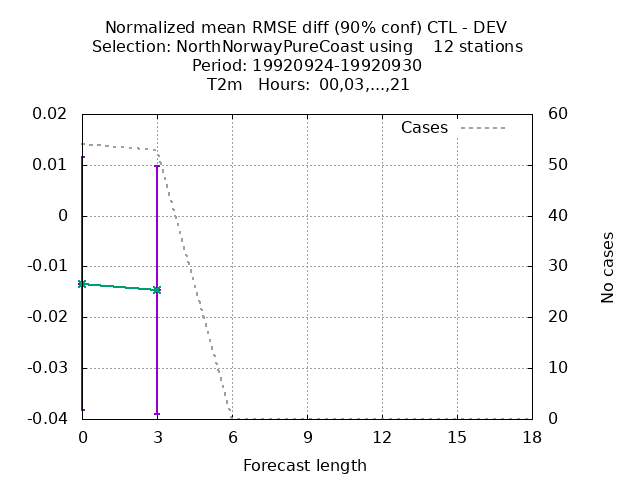 Normalized mean RMSE diff (90% conf) CTL - DEV
Selection: NorthNorwayPureCoast using    12 stations
Period: 19920924-19920930
T2m   Hours:  00,03,...,21
0.02
0.01
0
-0.01
-0.02
-0.03
-0.04
Cases
60
50
40
30
20
10
0
No cases
0 3 6 9 12 15 18
Forecast length